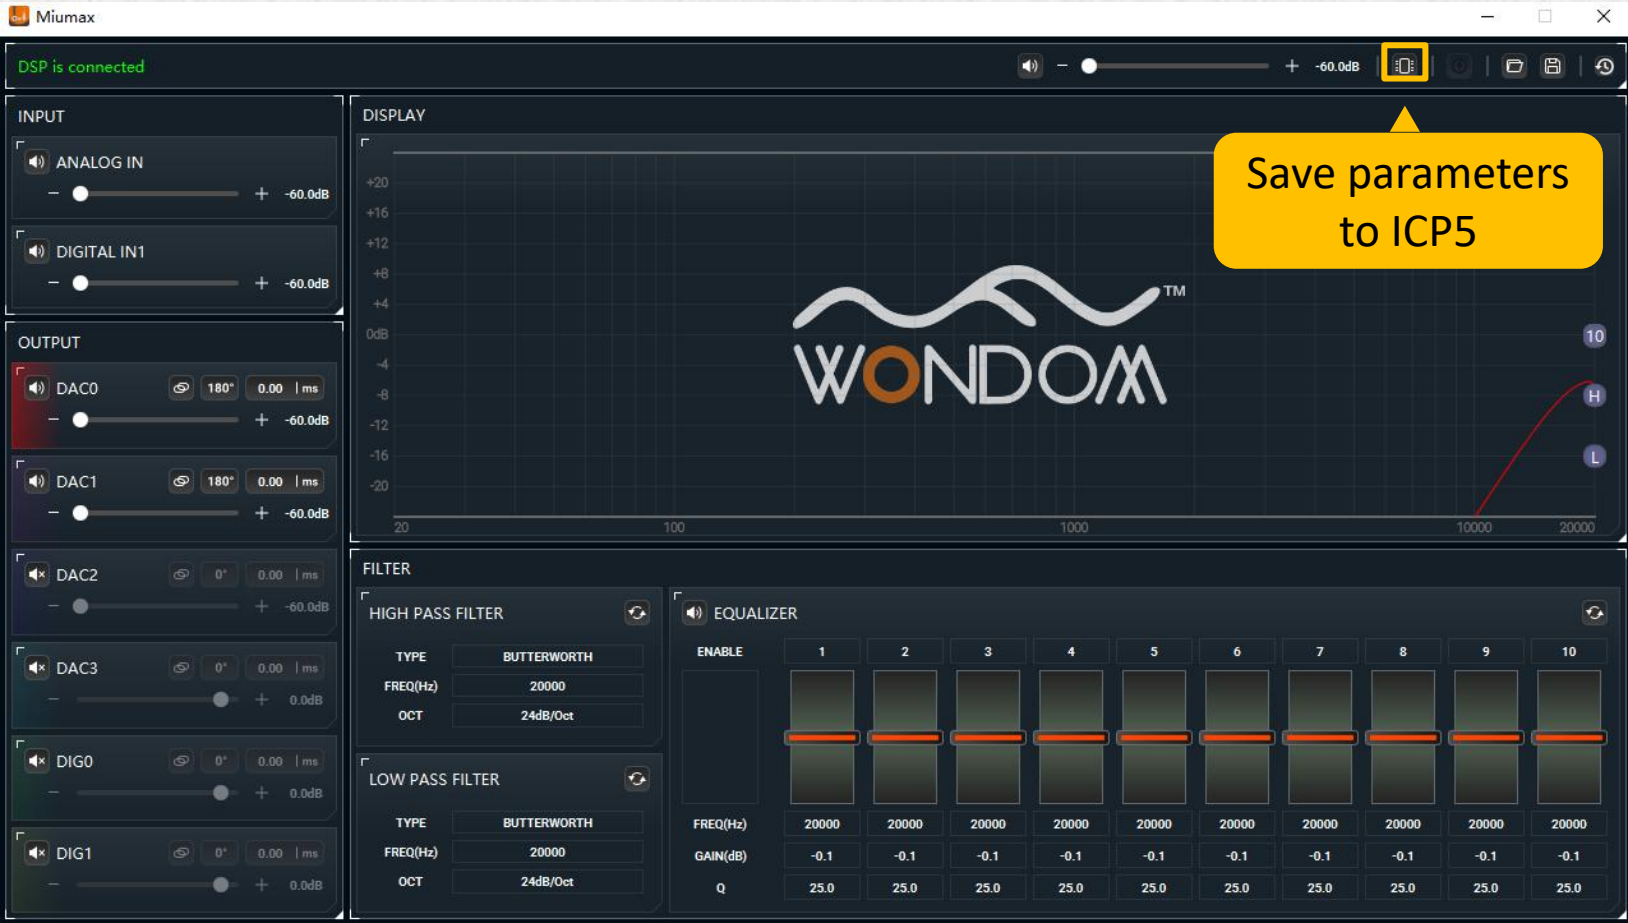 Miumax
DSP is connected
-60.0dB
Save parameters
to ICP5
INPUT
ANALOG IN
-60.0dB
DIGITAL IN1
-60.0dB
OUTPUT
DAC0 180° 0.00 | ms
-60.0dB
DAC1 180° 0.00 | ms
-60.0dB
DAC2 0° 0.00 | ms
-60.0dB
DAC3 0° 0.00 | ms
0.0dB
DIG0 0° 0.00 | ms
0.0dB
DIG1 0° 0.00 | ms
0.0dB
DISPLAY
+20
+16
+12
+8
+4
0dB
-4
-8
-12
-16
-20
20 100 1000 10000 20000
WONDOM TM
10
H
L
FILTER
HIGH PASS FILTER
TYPE BUTTERWORTH
FREQ(Hz) 20000
OCT 24dB/Oct
LOW PASS FILTER
TYPE BUTTERWORTH
FREQ(Hz) 20000
OCT 24dB/Oct
EQUALIZER
ENABLE 1 2 3 4 5 6 7 8 9 10
FREQ(Hz) 20000 20000 20000 20000 20000 20000 20000 20000 20000 20000
GAIN(dB) -0.1 -0.1 -0.1 -0.1 -0.1 -0.1 -0.1 -0.1 -0.1 -0.1
Q 25.0 25.0 25.0 25.0 25.0 25.0 25.0 25.0 25.0 25.0